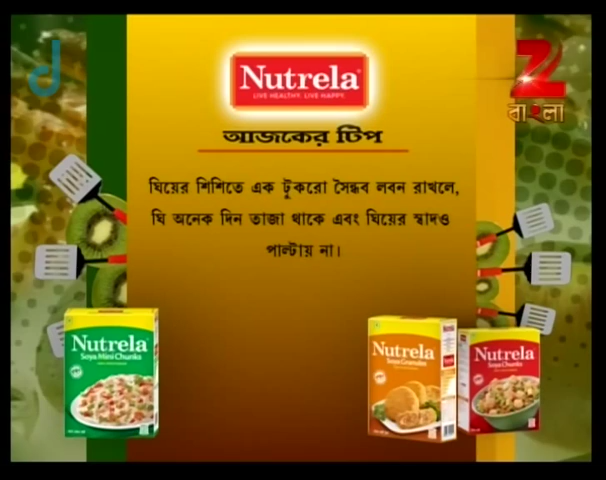 Nutrela
LIVE HEALTHY. LIVE HAPPY.
বাংলা
আজকের টিপ
ঘিয়ের শিশিতে এক টুকরো সৈন্ধব লবন রাখলে,
ঘি অনেক দিন তাজা থাকে এবং ঘিয়ের স্বাদও
পাল্টায় না।
Nutrela
Soya Mini Chunks
Nutrela
Soya Granules
Nutrela
Soya Chunks